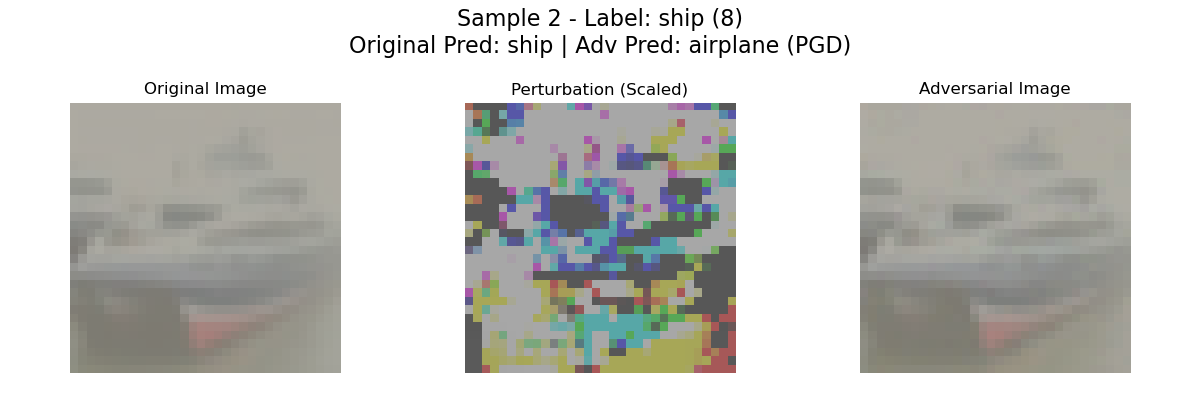 Sample 2 - Label: ship (8)
Original Pred: ship | Adv Pred: airplane (PGD)
Original Image
Perturbation (Scaled)
Adversarial Image